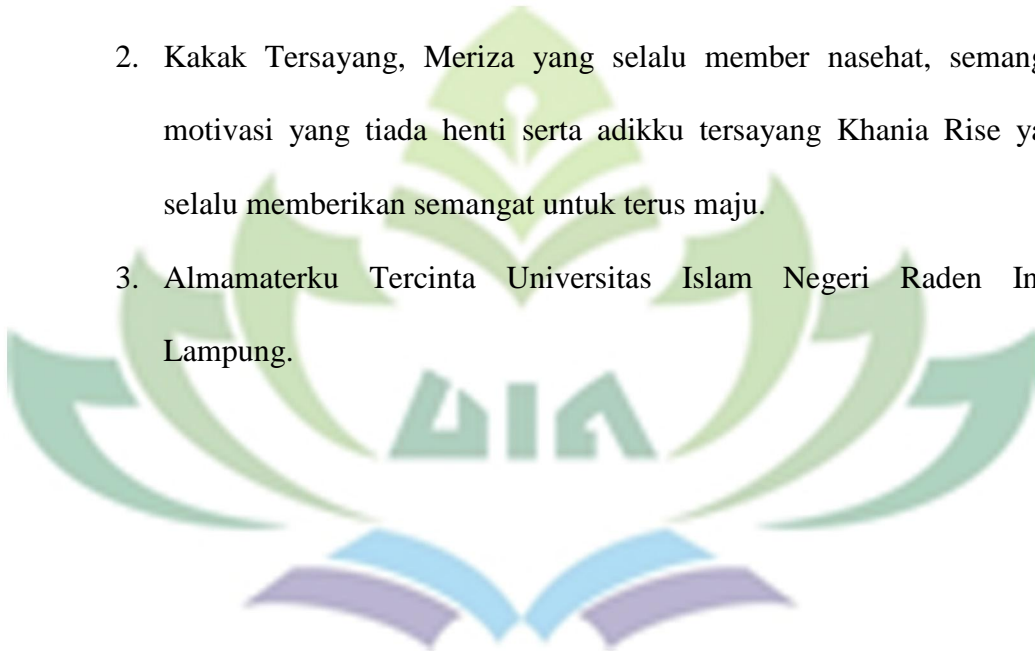 2. Kakak Tersayang, Meriza yang selalu member nasehat,
motivasi yang tiada henti serta adikku tersayang Khania Rise
selalu memberikan semangat untuk terus maju.
3. Almamaterku Tercinta Universitas Islam Negeri Raden
Lampung.
UIN